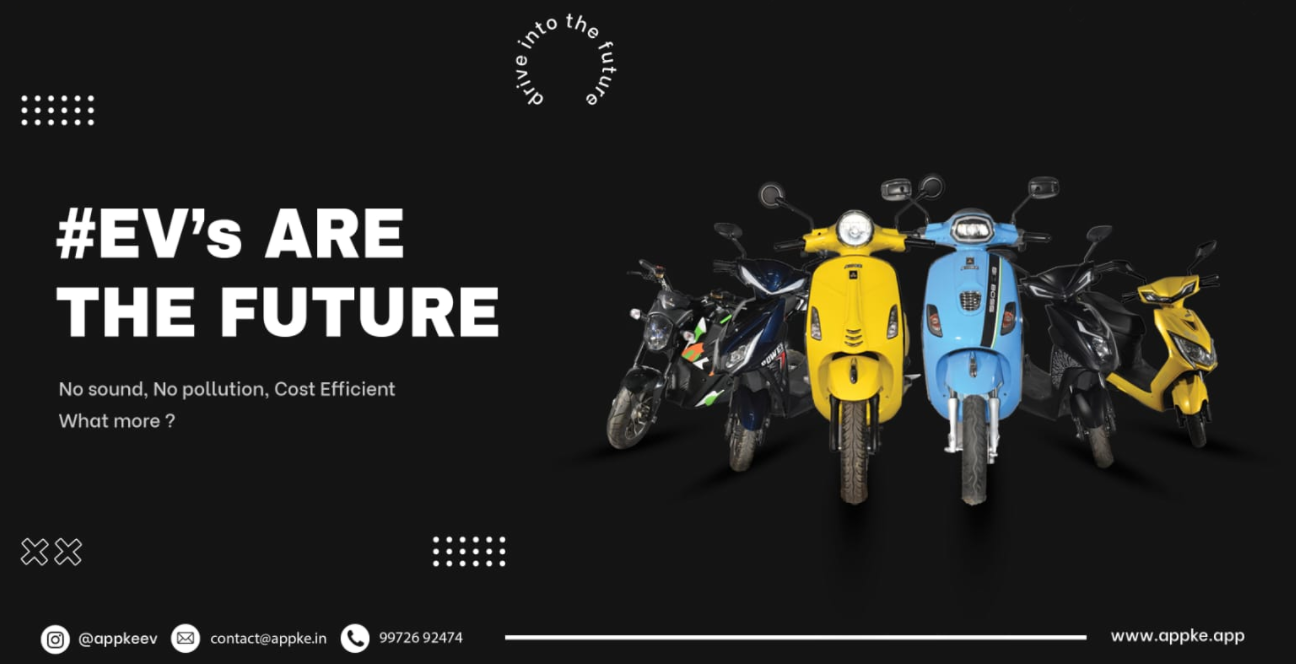 drive into the future
#EV’s ARE
THE FUTURE
No sound, No pollution, Cost Efficient
What more ?
POWER
@appkeev
contact@appke.in
99726 92474
www.appke.app